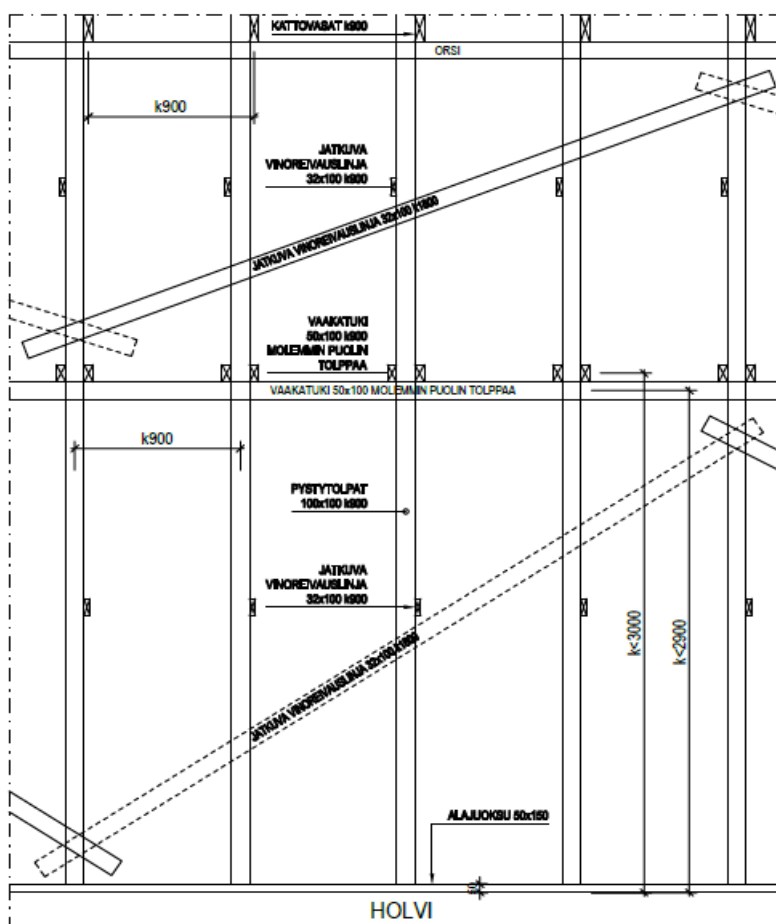 KATTOVASAT k900
ORSI
k900
JATKUVA
VINOREIVAUSLINJA
32x100 k900
JATKUVA VINOREIVAUSLINJA 32x100 k1800
VAAKATUKI
50x100 k900
MOLEMMIN PUOLIN
TOLPPAA
VAAKATUKI 50x100 MOLEMMIN PUOLIN TOLPPAA
k900
PYSTYTOLPAT
100x100 k900
JATKUVA
VINOREIVAUSLINJA
32x100 k900
k<3000
k<2900
JATKUVA VINOREIVAUSLINJA 32x100 k1800
ALAJUOKSU 50x150
HOLVI